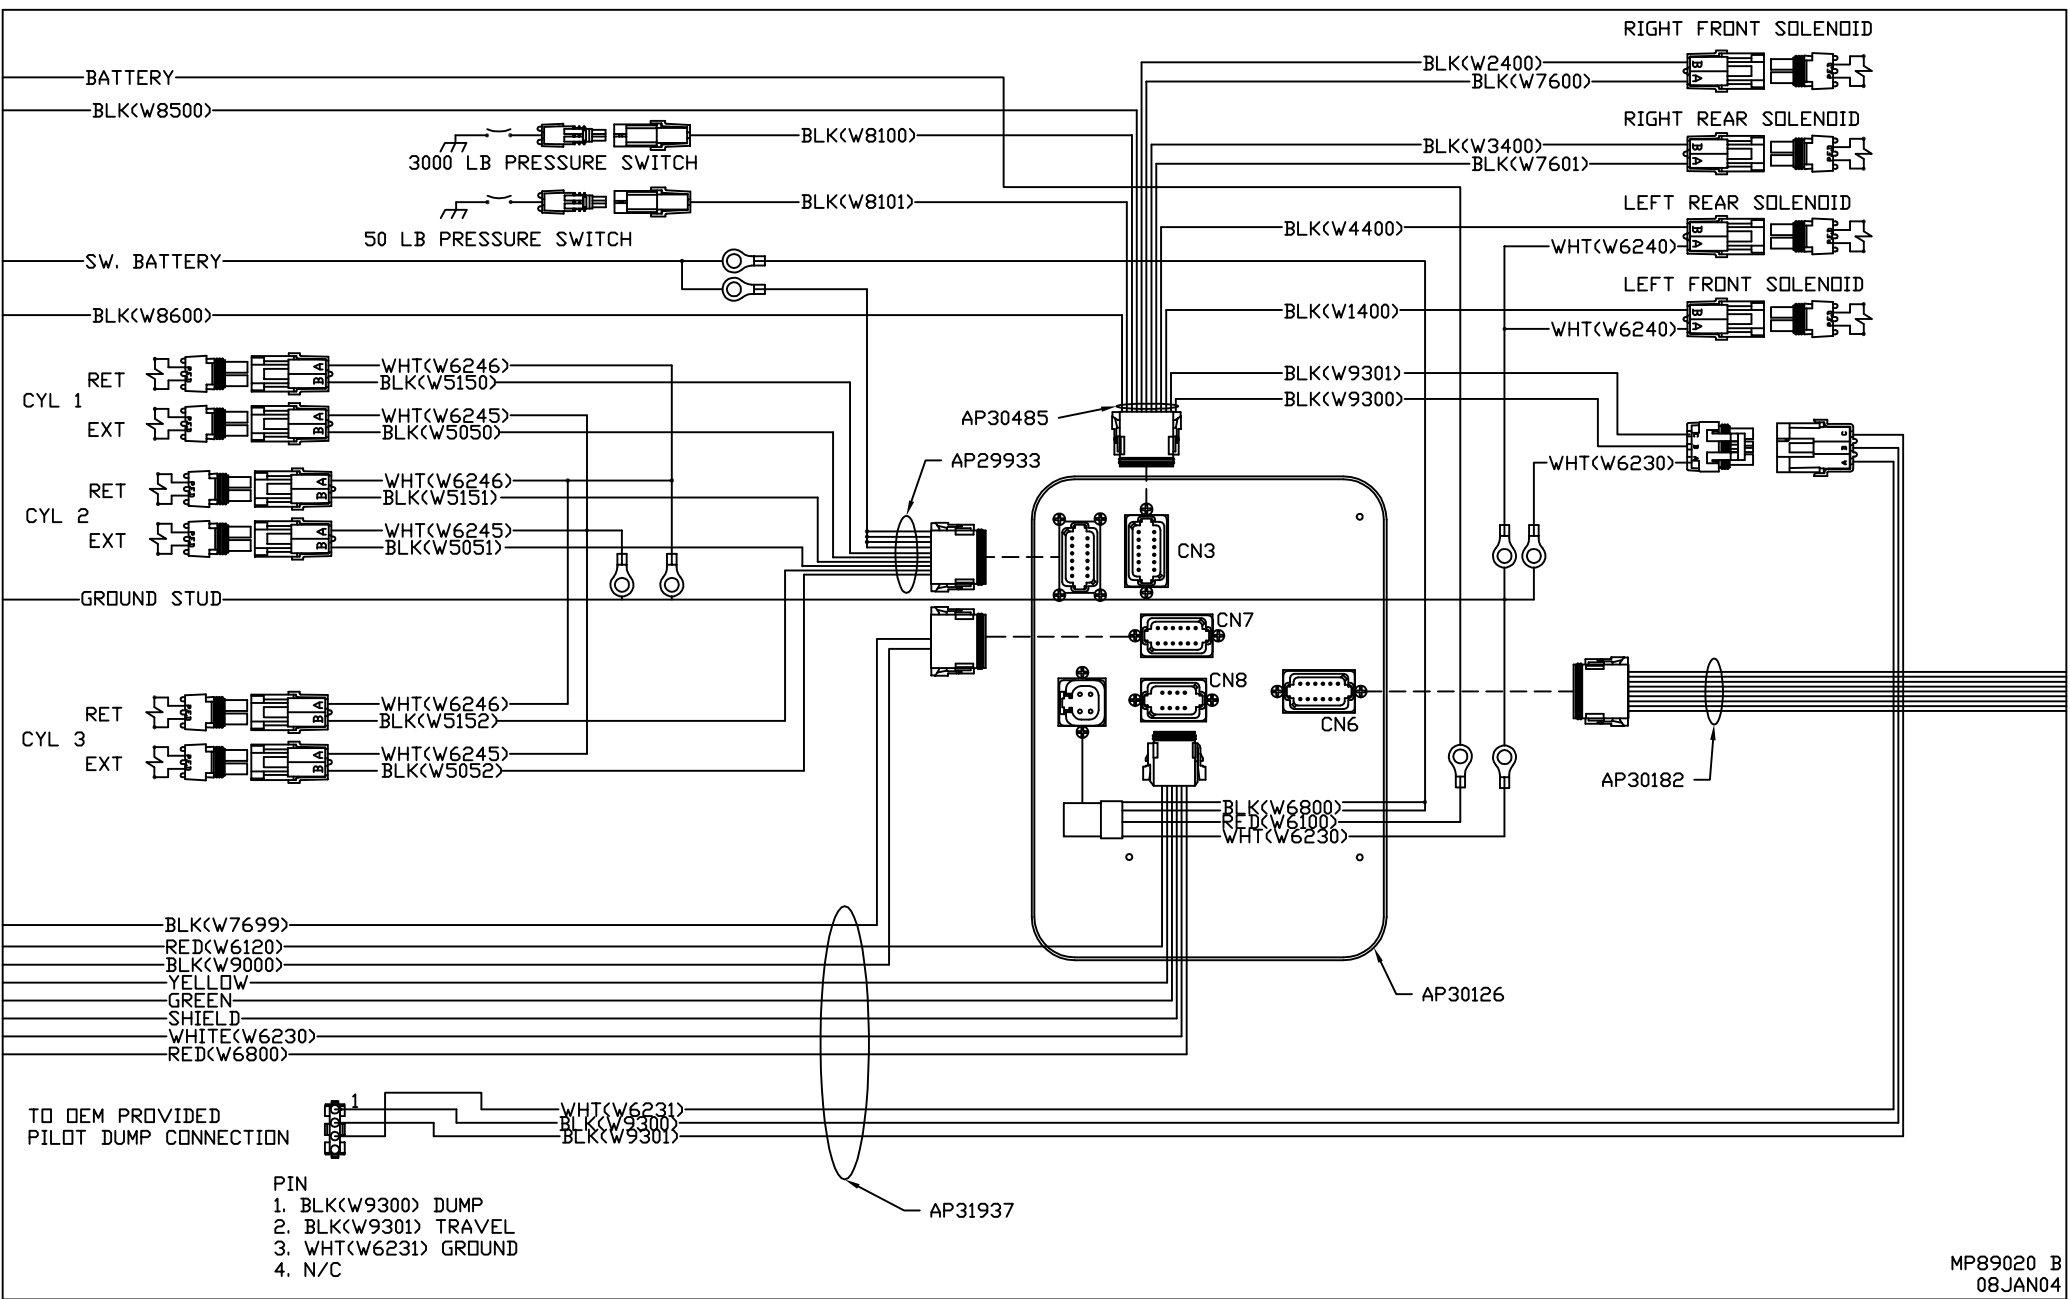 RIGHT FRONT SOLENOID
BLK(W2400)
BLK(W7600)
B
A
BATTERY
BLK(W8500)
BLK(W8100)
3000 LB PRESSURE SWITCH
RIGHT REAR SOLENOID
BLK(W3400)
BLK(W7601)
B
A
BLK(W8101)
50 LB PRESSURE SWITCH
LEFT REAR SOLENOID
BLK(W4400)
WHT(W6240)
B
A
SW. BATTERY
LEFT FRONT SOLENOID
BLK(W1400)
WHT(W6240)
B
A
BLK(W8600)
CYL 1
RET
A
B
WHT(W6246)
BLK(W5150)
EXT
A
B
WHT(W6245)
BLK(W5050)
BLK(W9301)
BLK(W9300)
WHT(W6230)
C
B
A
AP30485
AP29933
CYL 2
RET
A
B
WHT(W6246)
BLK(W5151)
EXT
A
B
WHT(W6245)
BLK(W5051)
CN3
GROUND STUD
CN7
CN8
CN6
CYL 3
RET
A
B
WHT(W6246)
BLK(W5152)
EXT
A
B
WHT(W6245)
BLK(W5052)
AP30182
BLK(W6800)
RED(W6100)
WHT(W6230)
BLK(W7699)
RED(W6120)
BLK(W9000)
YELLOW
GREEN
SHIELD
WHITE(W6230)
RED(W6800)
AP30126
TO OEM PROVIDED
PILOT DUMP CONNECTION
1
WHT(W6231)
BLK(W9300)
BLK(W9301)
PIN
1. BLK(W9300) DUMP
2. BLK(W9301) TRAVEL
3. WHT(W6231) GROUND
4. N/C
AP31937
MP89020 B
08JAN04